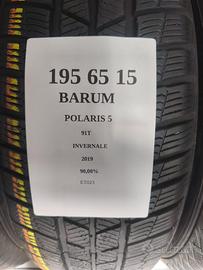 195 65 15
BARUM
POLARIS 5
91T
INVERNALE
2019
90,00%